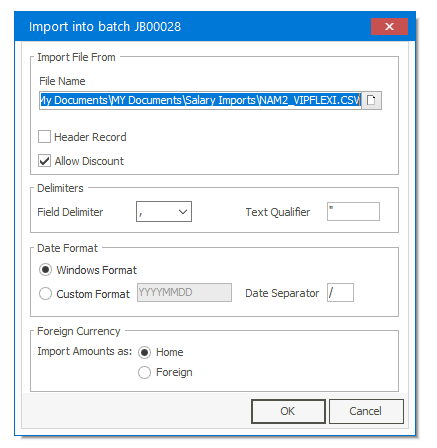 Import into batch JB00028
Import File From
File Name
My Documents\MY Documents\Salary Imports\NAM2_VIPFLEXI.CSV
Header Record
Allow Discount
Delimiters
Field Delimiter , Text Qualifier "
Date Format
Windows Format
Custom Format YYYYMMDD Date Separator /
Foreign Currency
Import Amounts as: Home
Foreign
OK Cancel